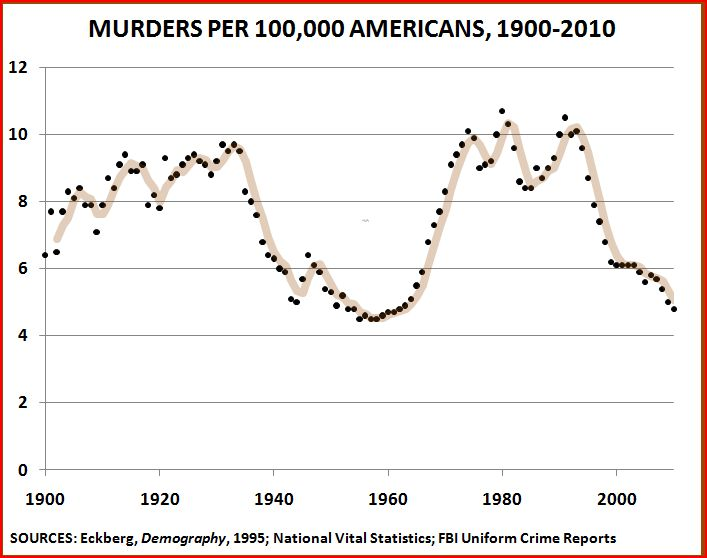 MURDERS PER 100,000 AMERICANS, 1900-2010
12
10
8
6
4
2
0
1900 1920 1940 1960 1980 2000
SOURCES: Eckberg, Demography, 1995; National Vital Statistics; FBI Uniform Crime Reports